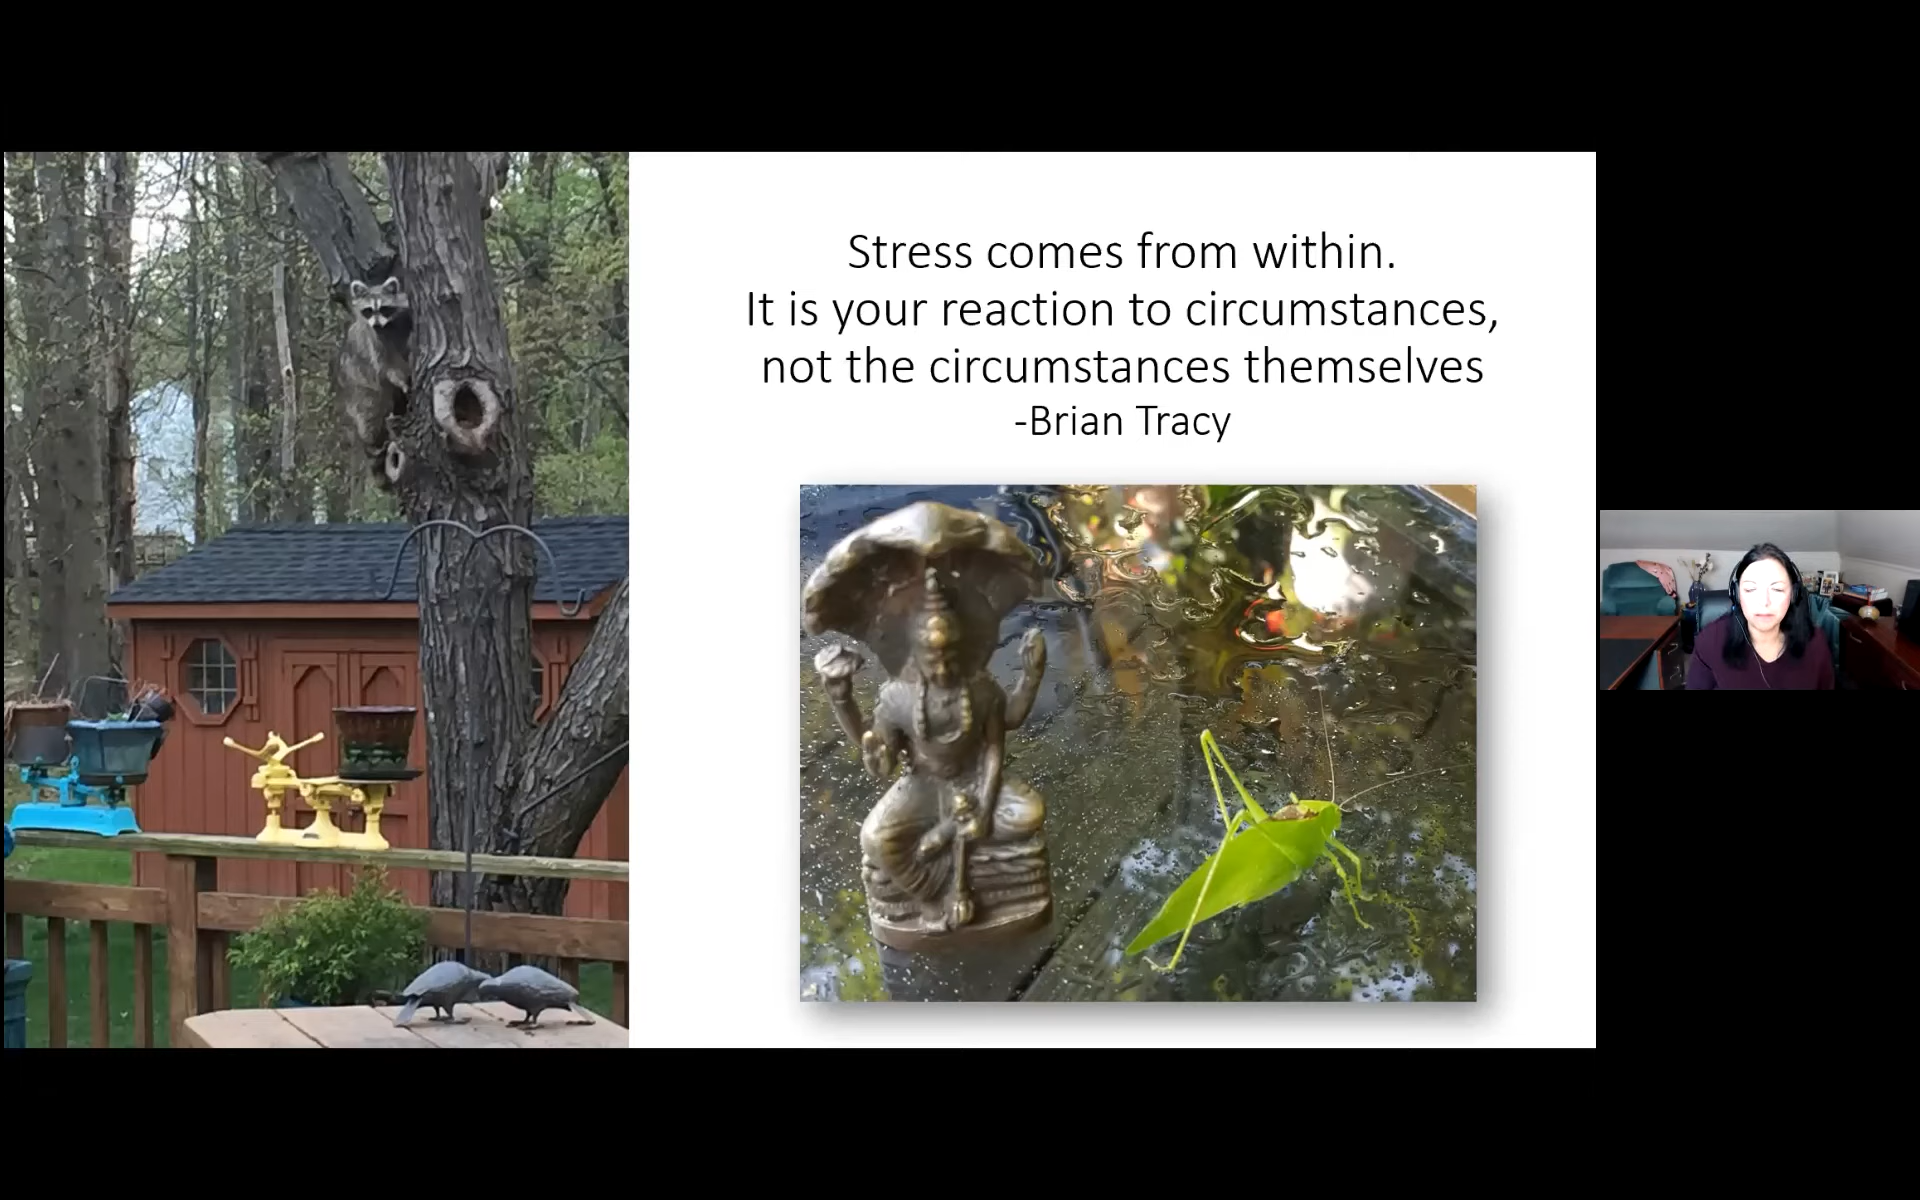 Stress comes from within.
It is your reaction to circumstances,
not the circumstances themselves
-Brian Tracy